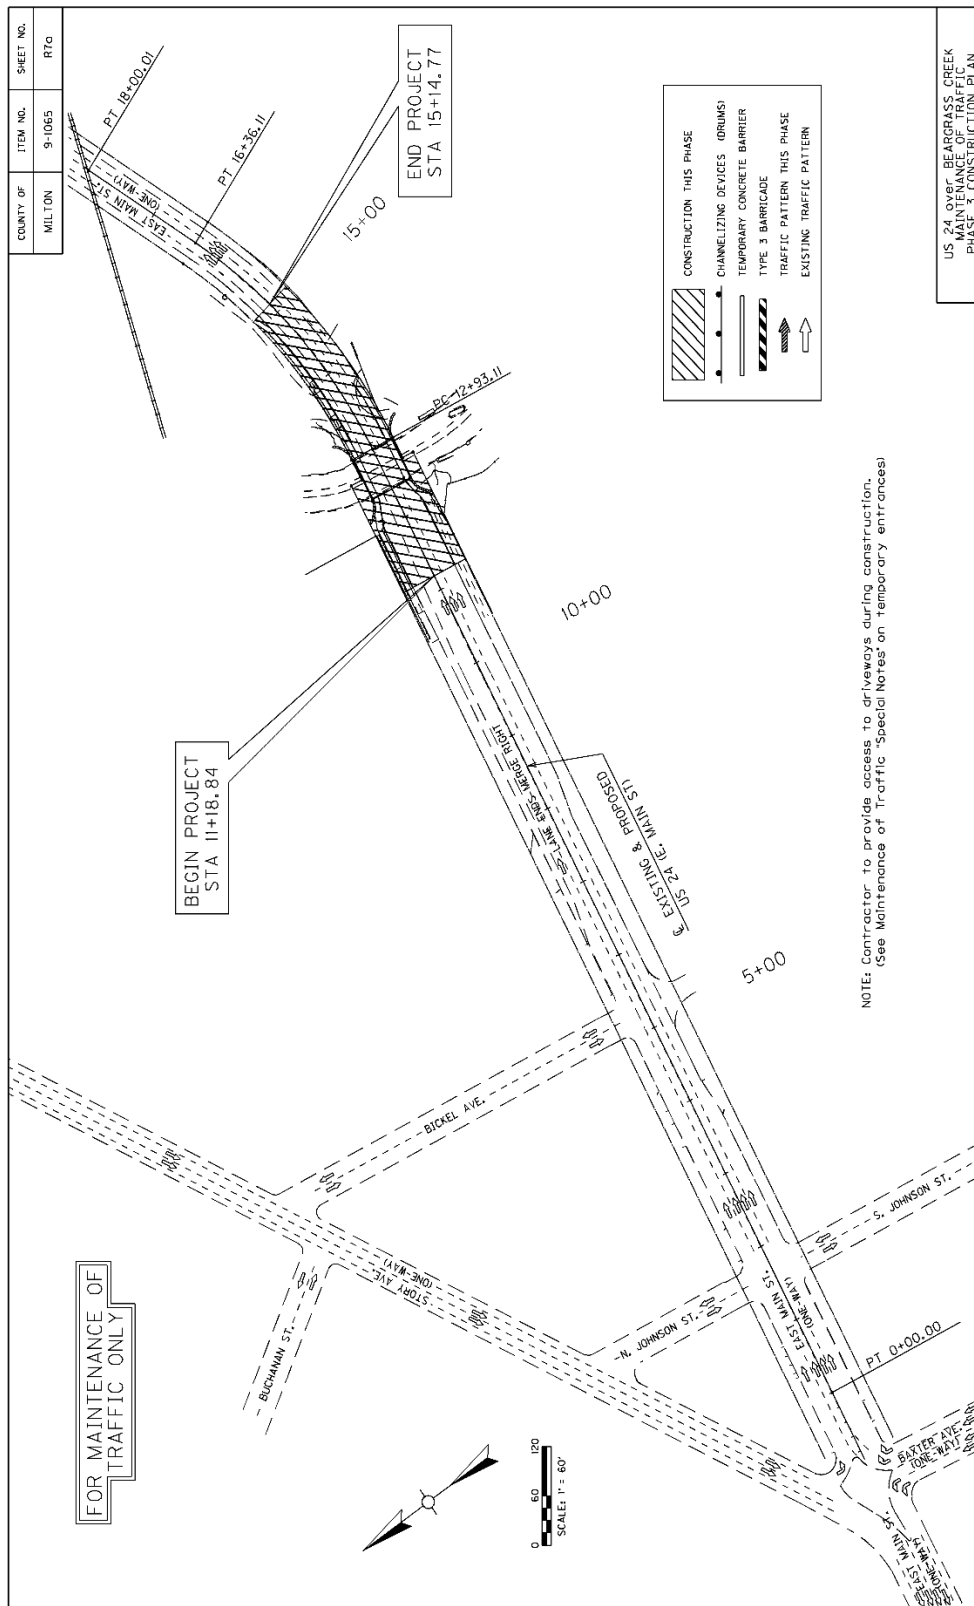 COUNTY OF
ITEM NO.
SHEET NO.
MILTON
9-1065
R7a
PT 18+00.01
PT 16+36.11
EAST MAIN ST.
(ONE-WAY)
END PROJECT
STA 15+14.77
15+00
PC 12+93.11
CONSTRUCTION THIS PHASE
CHANNELIZING DEVICES (DRUMS)
TEMPORARY CONCRETE BARRIER
TYPE 3 BARRICADE
TRAFFIC PATTERN THIS PHASE
EXISTING TRAFFIC PATTERN
US 24 over BEARGRASS CREEK
MAINTENANCE OF TRAFFIC
PHASE 3 CONSTRUCTION PLAN
BEGIN PROJECT
STA 11+18.84
10+00
LANE ENDS-MERGE RIGHT
℄ EXISTING & PROPOSED
US 24 (E. MAIN ST)
5+00
NOTE: Contractor to provide access to driveways during construction.
(See Maintenance of Traffic "Special Notes" on temporary entrances)
BICKEL AVE.
S. JOHNSON ST.
FOR MAINTENANCE OF
TRAFFIC ONLY
STORY AVE.
(ONE-WAY)
BUCHANAN ST.
N. JOHNSON ST.
EAST MAIN ST.
(ONE-WAY)
PT 0+00.00
BAXTER AVE.
(ONE-WAY)
EAST MAIN ST.
(ONE-WAY)
0 60 120
SCALE: 1" = 60'